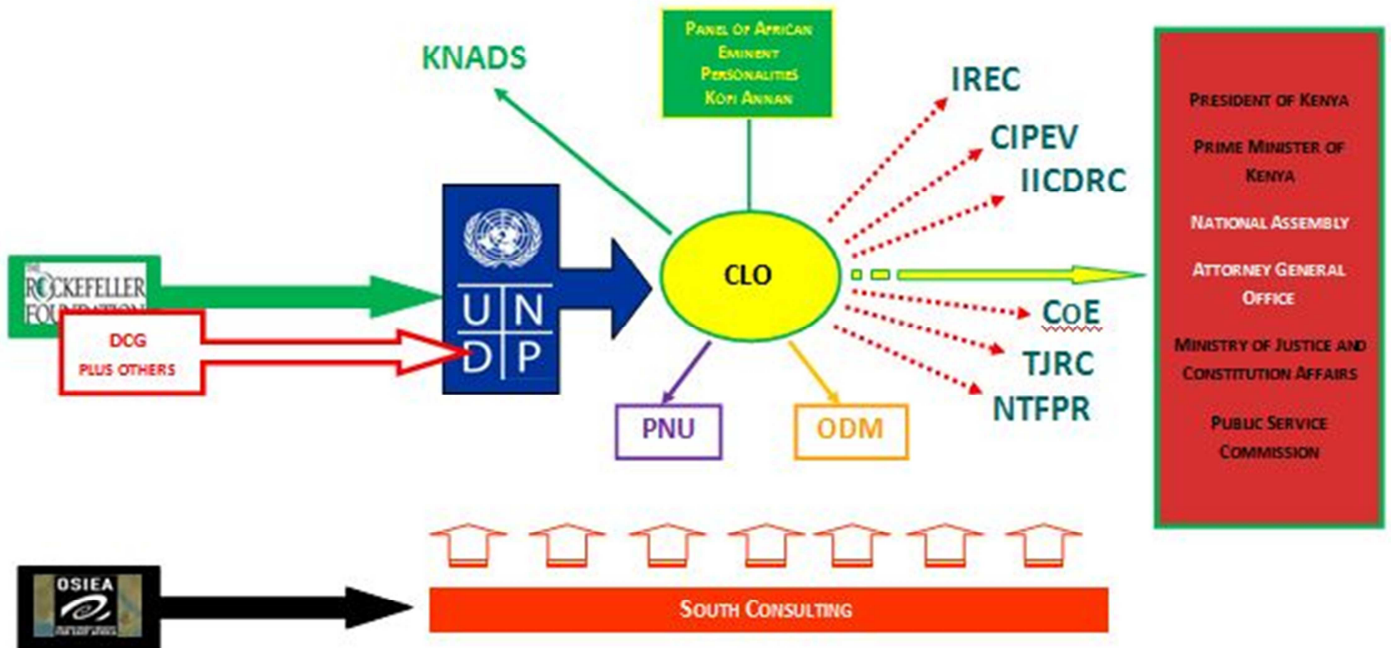 KNADS
PANEL OF AFRICAN
EMINENT
PERSONALITIES
KOFI ANNAN
IREC
CIPEV
IICDRC
PRESIDENT OF KENYA
PRIME MINISTER OF
KENYA
NATIONAL ASSEMBLY
ATTORNEY GENERAL
OFFICE
MINISTRY OF JUSTICE AND
CONSTITUTION AFFAIRS
PUBLIC SERVICE
COMMISSION
THE
ROCKEFELLER
FOUNDATION
DCG
PLUS OTHERS
U N
D P
CLO
COE
TJRC
NTFPR
PNU
ODM
OSIEA
SOUTH CONSULTING